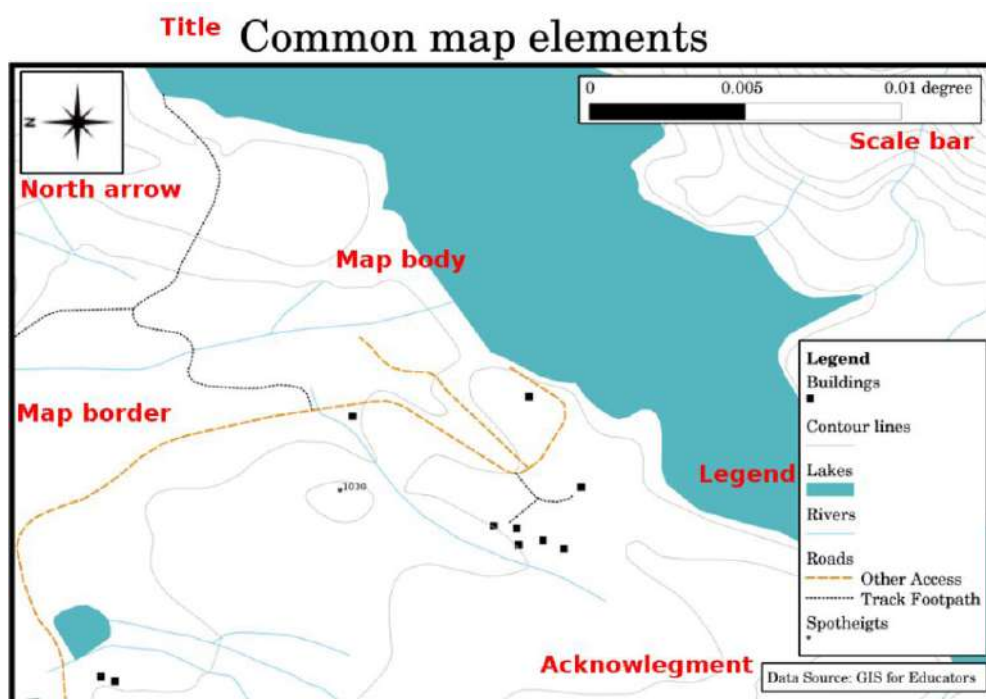 Title Common map elements
0 0.005 0.01 degree
Scale bar
N
North arrow
Map body
Map border
1030
Legend
Legend
Buildings
Contour lines
Lakes
Rivers
Roads
Other Access
Track Footpath
Spotheigts
Acknowlegment
Data Source: GIS for Educators